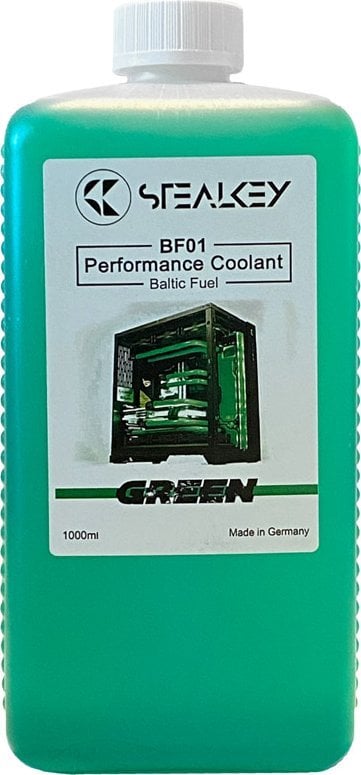 STEALKEY
BF01
Performance Coolant
Baltic Fuel
GREEN
1000ml Made in Germany